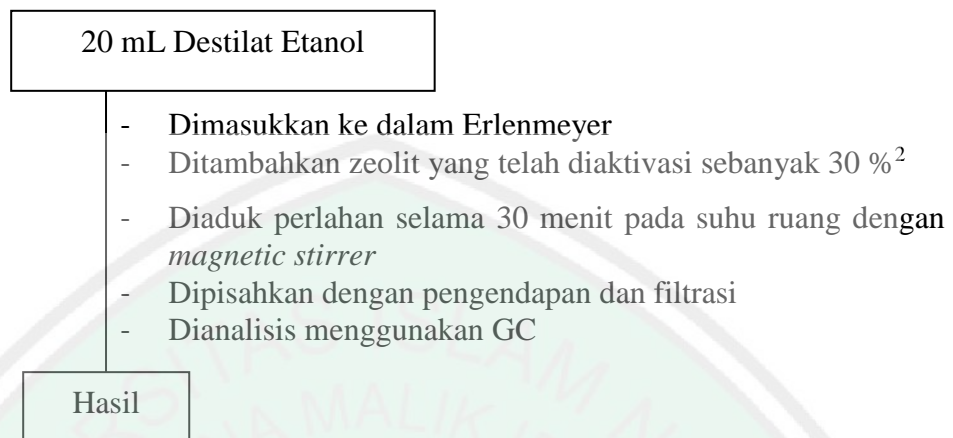 20 mL Destilat Etanol
- Dimasukkan ke dalam Erlenmeyer
- Ditambahkan zeolit yang telah diaktivasi sebanyak 30 %²
- Diaduk perlahan selama 30 menit pada suhu ruang dengan
magnetic stirrer
- Dipisahkan dengan pengendapan dan filtrasi
- Dianalisis menggunakan GC
Hasil